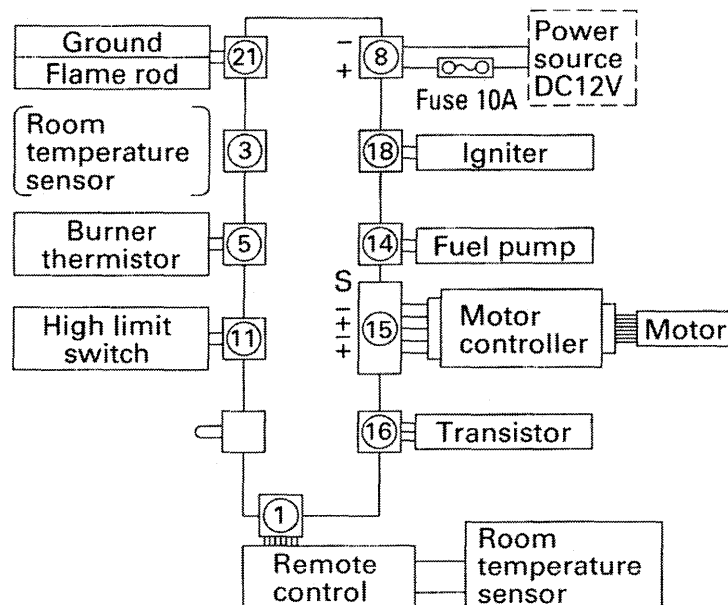 Ground
Flame rod
21
−
+
8
Power
source
DC12V
Fuse 10A
Room
temperature
sensor
3
18
Igniter
Burner
thermistor
5
14
Fuel pump
S
−
+
−
+
15
Motor
controller
Motor
High limit
switch
11
16
Transistor
1
Remote
control
Room
temperature
sensor